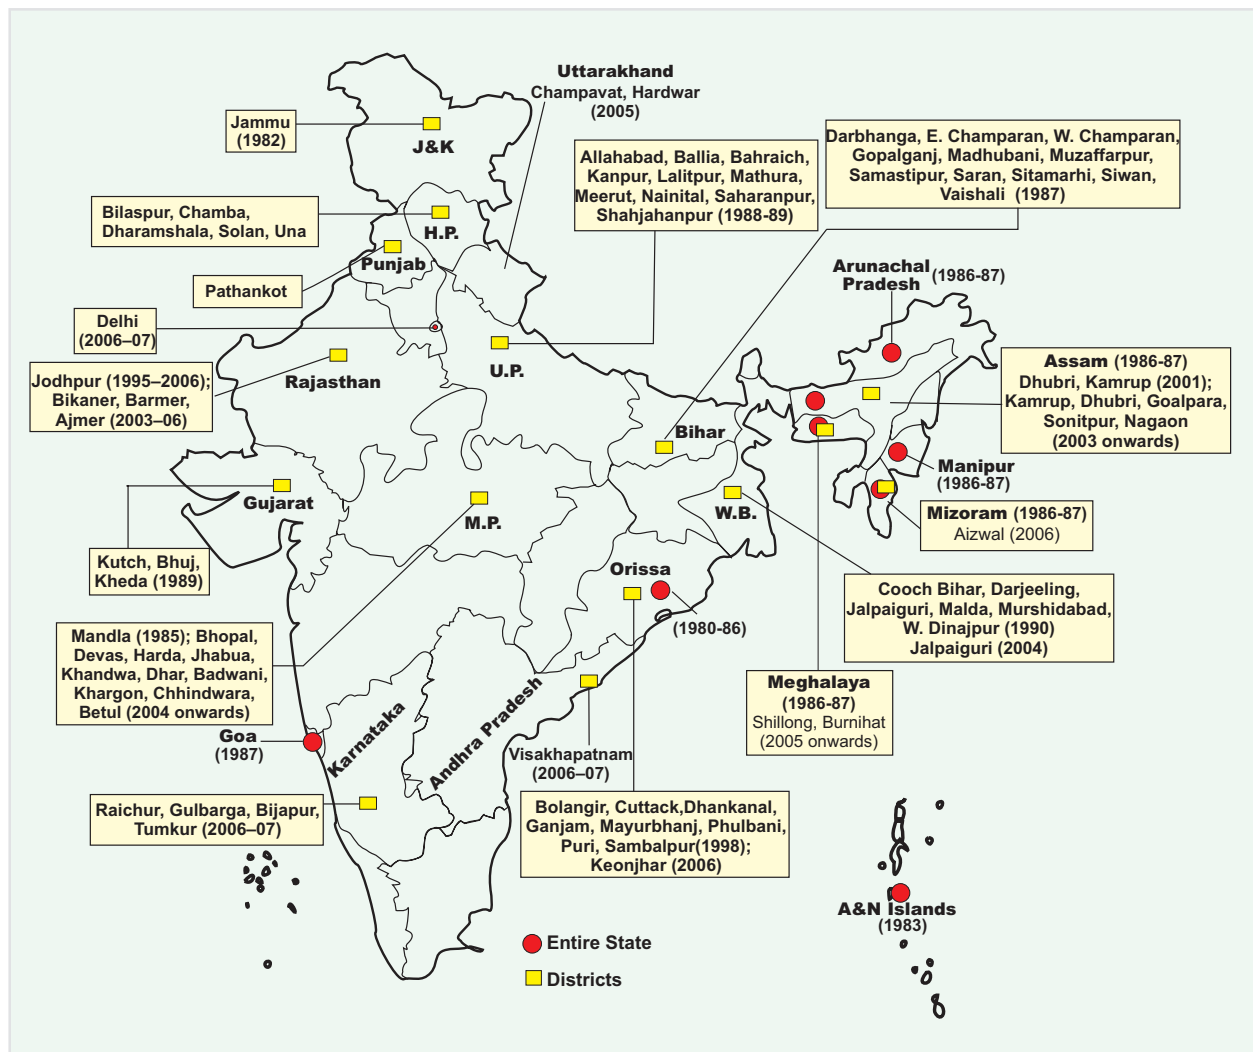 Uttarakhand
Champavat, Hardwar
(2005)
Jammu
(1982)
J&K
Allahabad, Ballia, Bahraich,
Kanpur, Lalitpur, Mathura,
Meerut, Nainital, Saharanpur,
Shahjahanpur (1988-89)
Darbhanga, E. Champaran, W. Champaran,
Gopalganj, Madhubani, Muzaffarpur,
Samastipur, Saran, Sitamarhi, Siwan,
Vaishali (1987)
Bilaspur, Chamba,
Dharamshala, Solan, Una
H.P.
Punjab
Pathankot
Arunachal
Pradesh
(1986-87)
Delhi
(2006–07)
Jodhpur (1995–2006);
Bikaner, Barmer,
Ajmer (2003–06)
Rajasthan
U.P.
Assam (1986-87)
Dhubri, Kamrup (2001);
Kamrup, Dhubri, Goalpara,
Sonitpur, Nagaon
(2003 onwards)
Bihar
Manipur
(1986-87)
Gujarat
M.P.
W.B.
Mizoram (1986-87)
Aizwal (2006)
Kutch, Bhuj,
Kheda (1989)
Orissa
(1980-86)
Cooch Bihar, Darjeeling,
Jalpaiguri, Malda, Murshidabad,
W. Dinajpur (1990)
Jalpaiguri (2004)
Mandla (1985); Bhopal,
Devas, Harda, Jhabua,
Khandwa, Dhar, Badwani,
Khargon, Chhindwara,
Betul (2004 onwards)
Meghalaya
(1986-87)
Shillong, Burnihat
(2005 onwards)
Goa
(1987)
Karnataka
Andhra Pradesh
Visakhapatnam
(2006–07)
Raichur, Gulbarga, Bijapur,
Tumkur (2006–07)
Bolangir, Cuttack,Dhankanal,
Ganjam, Mayurbhanj, Phulbani,
Puri, Sambalpur(1998);
Keonjhar (2006)
A&N Islands
(1983)
Entire State
Districts